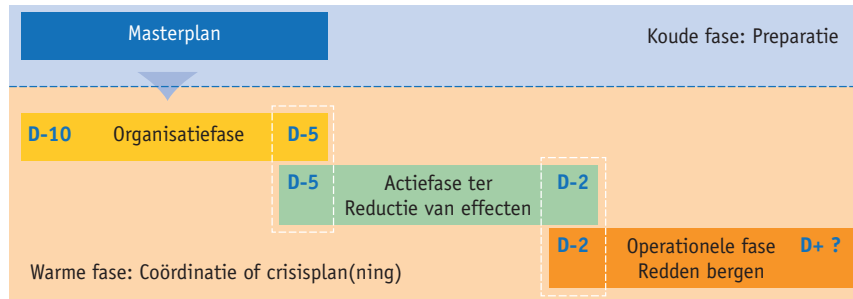 Masterplan
Koude fase: Preparatie
D-10 Organisatiefase D-5
D-5 Actiefase ter D-2
Reductie van effecten
D-2 Operationele fase D+ ?
Redden bergen
Warme fase: Coördinatie of crisisplan(ning)